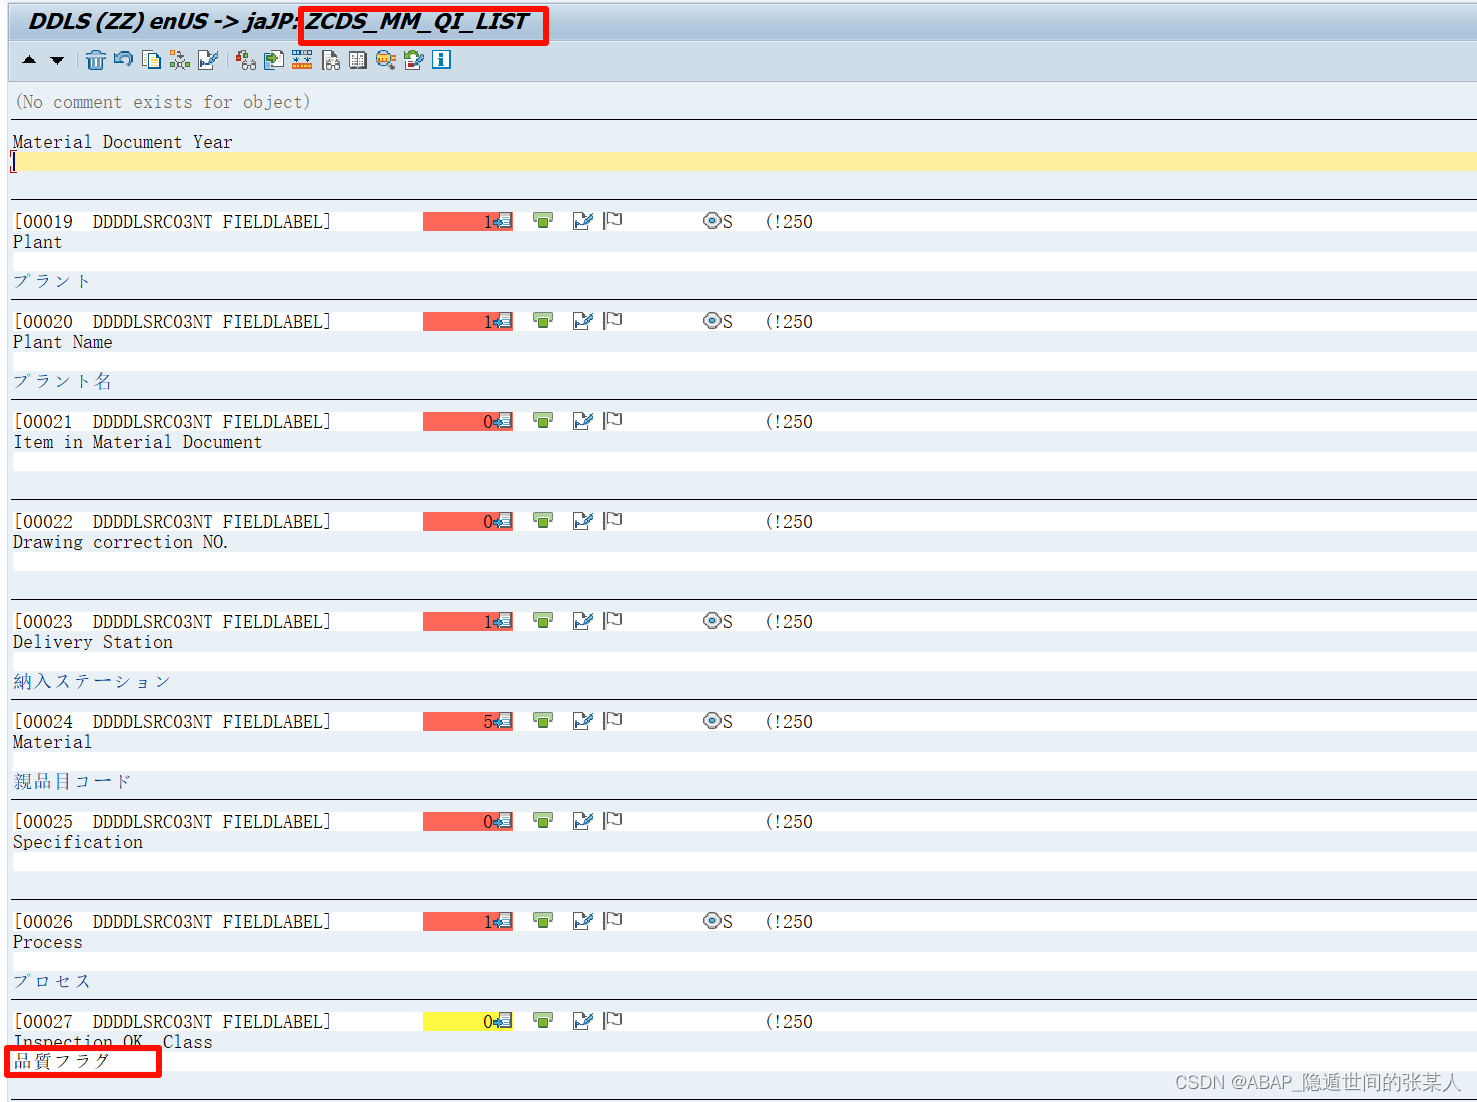 DDLS (ZZ) enUS -> jaJP: ZCDS_MM_QI_LIST
(No comment exists for object)
Material Document Year
[00019  DDDDLSRC03NT FIELDLABEL] 1 S (!250
Plant
プラント
[00020  DDDDLSRC03NT FIELDLABEL] 1 S (!250
Plant Name
プラント名
[00021  DDDDLSRC03NT FIELDLABEL] 0 (!250
Item in Material Document
[00022  DDDDLSRC03NT FIELDLABEL] 0 (!250
Drawing correction NO.
[00023  DDDDLSRC03NT FIELDLABEL] 1 S (!250
Delivery Station
納入ステーション
[00024  DDDDLSRC03NT FIELDLABEL] 5 S (!250
Material
親品目コード
[00025  DDDDLSRC03NT FIELDLABEL] 0 (!250
Specification
[00026  DDDDLSRC03NT FIELDLABEL] 1 S (!250
Process
プロセス
[00027  DDDDLSRC03NT FIELDLABEL] 0 (!250
Inspection OK  Class
品質フラグ
CSDN @ABAP_隐遁世间的张某人